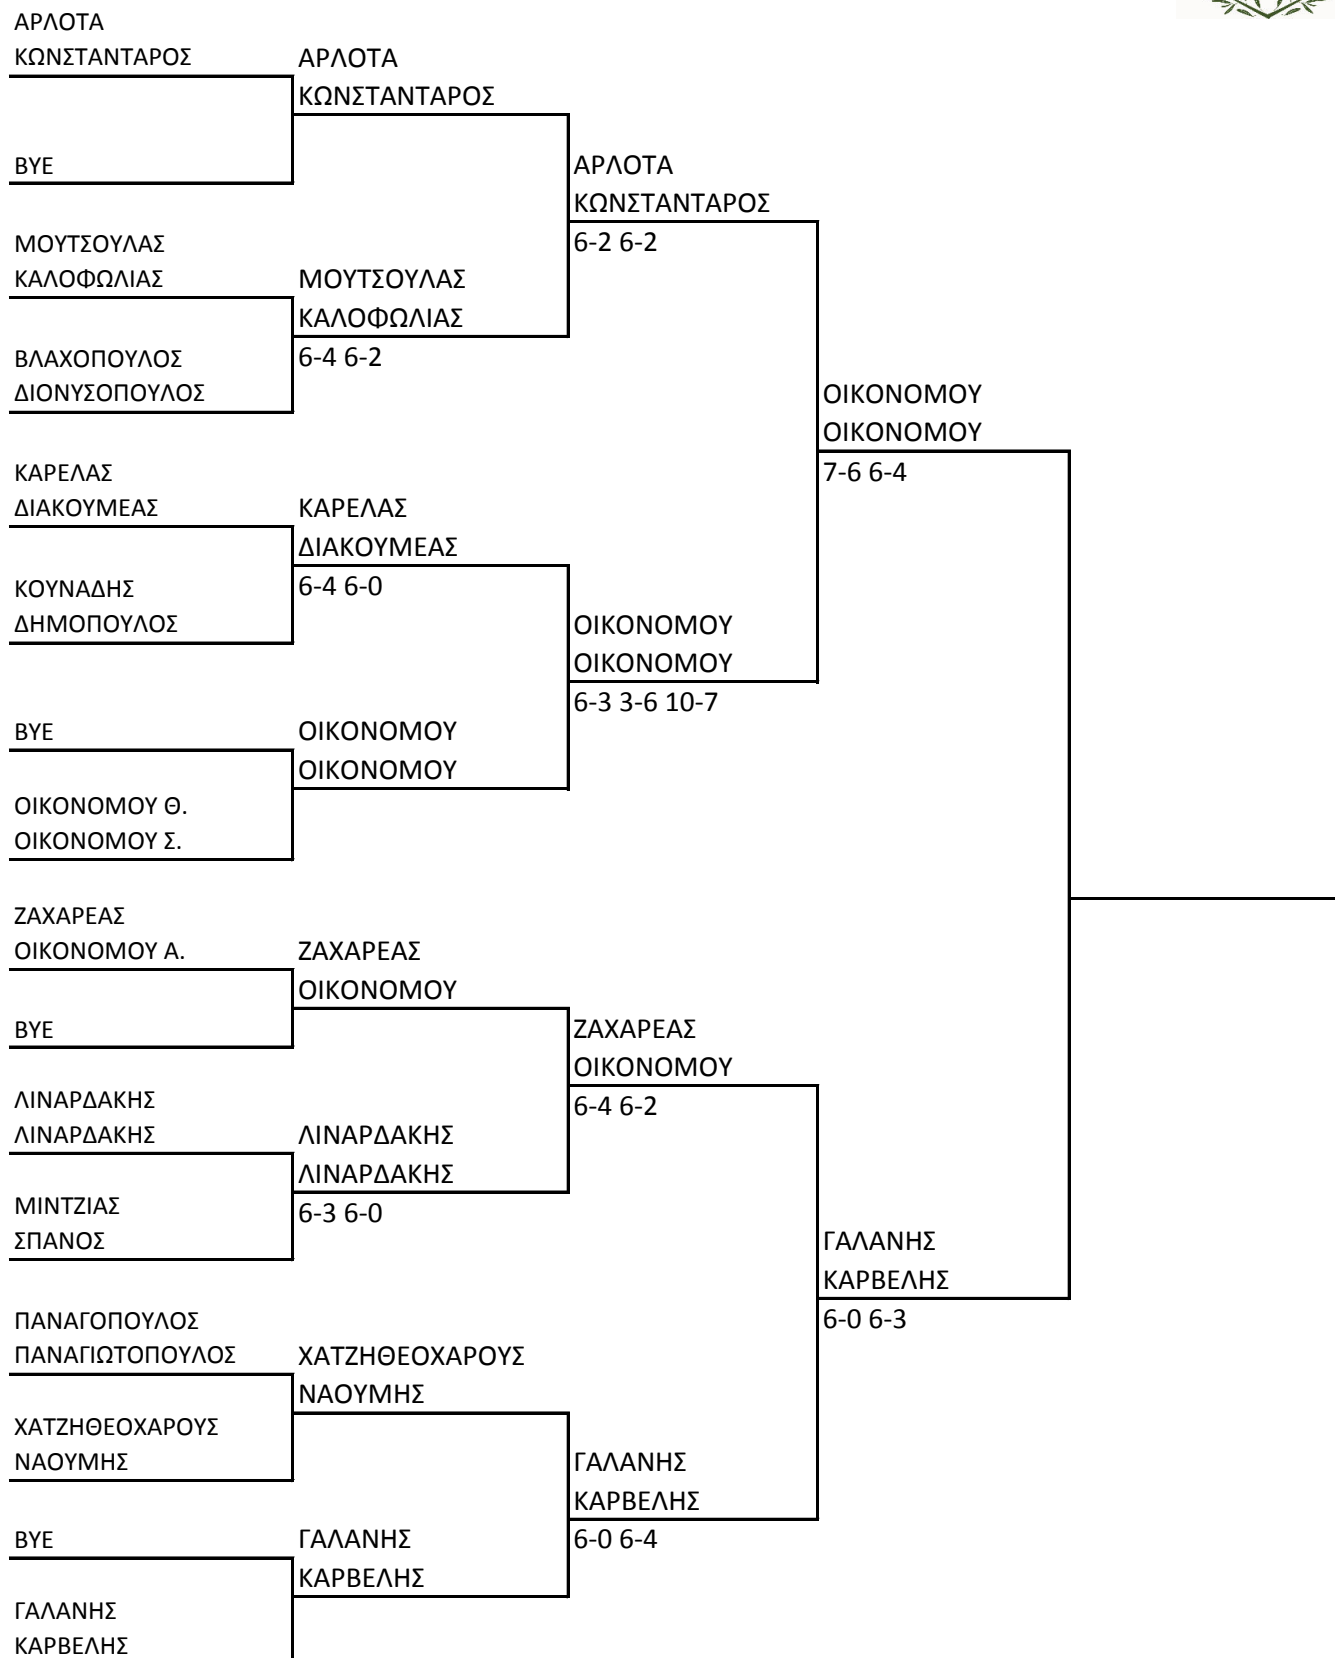 ΑΡΛΟΤΑ
ΚΩΝΣΤΑΝΤΑΡΟΣ
BYE
ΜΟΥΤΣΟΥΛΑΣ
ΚΑΛΟΦΩΛΙΑΣ
ΒΛΑΧΟΠΟΥΛΟΣ
ΔΙΟΝΥΣΟΠΟΥΛΟΣ
ΚΑΡΕΛΑΣ
ΔΙΑΚΟΥΜΕΑΣ
ΚΟΥΝΑΔΗΣ
ΔΗΜΟΠΟΥΛΟΣ
BYE
ΟΙΚΟΝΟΜΟΥ Θ.
ΟΙΚΟΝΟΜΟΥ Σ.
ΖΑΧΑΡΕΑΣ
ΟΙΚΟΝΟΜΟΥ Α.
BYE
ΛΙΝΑΡΔΑΚΗΣ
ΛΙΝΑΡΔΑΚΗΣ
ΜΙΝΤΖΙΑΣ
ΣΠΑΝΟΣ
ΠΑΝΑΓΟΠΟΥΛΟΣ
ΠΑΝΑΓΙΩΤΟΠΟΥΛΟΣ
ΧΑΤΖΗΘΕΟΧΑΡΟΥΣ
ΝΑΟΥΜΗΣ
BYE
ΓΑΛΑΝΗΣ
ΚΑΡΒΕΛΗΣ
ΑΡΛΟΤΑ
ΚΩΝΣΤΑΝΤΑΡΟΣ
ΜΟΥΤΣΟΥΛΑΣ
ΚΑΛΟΦΩΛΙΑΣ
6-4 6-2
ΚΑΡΕΛΑΣ
ΔΙΑΚΟΥΜΕΑΣ
6-4 6-0
ΟΙΚΟΝΟΜΟΥ
ΟΙΚΟΝΟΜΟΥ
ΖΑΧΑΡΕΑΣ
ΟΙΚΟΝΟΜΟΥ
ΛΙΝΑΡΔΑΚΗΣ
ΛΙΝΑΡΔΑΚΗΣ
6-3 6-0
ΧΑΤΖΗΘΕΟΧΑΡΟΥΣ
ΝΑΟΥΜΗΣ
ΓΑΛΑΝΗΣ
ΚΑΡΒΕΛΗΣ
ΑΡΛΟΤΑ
ΚΩΝΣΤΑΝΤΑΡΟΣ
6-2 6-2
ΟΙΚΟΝΟΜΟΥ
ΟΙΚΟΝΟΜΟΥ
6-3 3-6 10-7
ΖΑΧΑΡΕΑΣ
ΟΙΚΟΝΟΜΟΥ
6-4 6-2
ΓΑΛΑΝΗΣ
ΚΑΡΒΕΛΗΣ
6-0 6-4
ΟΙΚΟΝΟΜΟΥ
ΟΙΚΟΝΟΜΟΥ
7-6 6-4
ΓΑΛΑΝΗΣ
ΚΑΡΒΕΛΗΣ
6-0 6-3